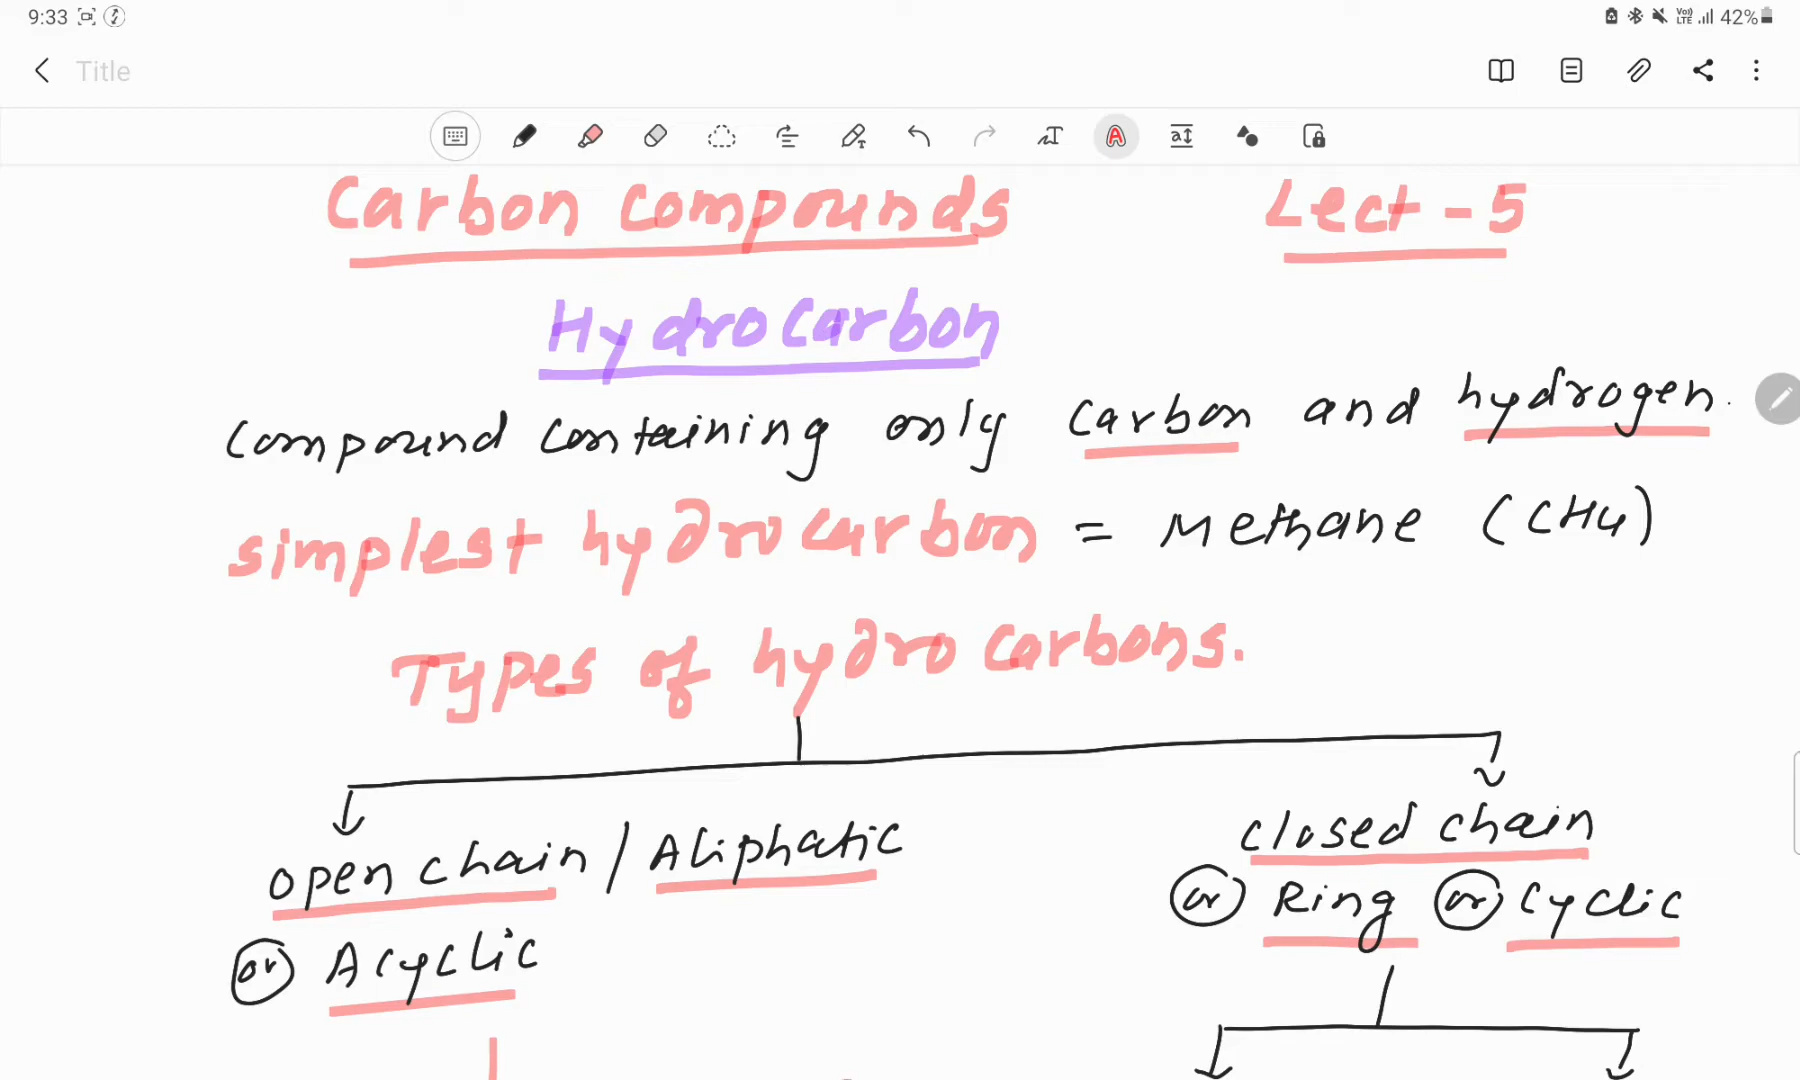 9:33 42%
Title
Carbon Compounds Lect-5
Hydrocarbon
Compound containing only Carbon and hydrogen.
simplest hydrocarbon = Methane (CH4)
Types of hydrocarbons.
open chain / Aliphatic
closed chain
or Ring or cyclic
or Acyclic